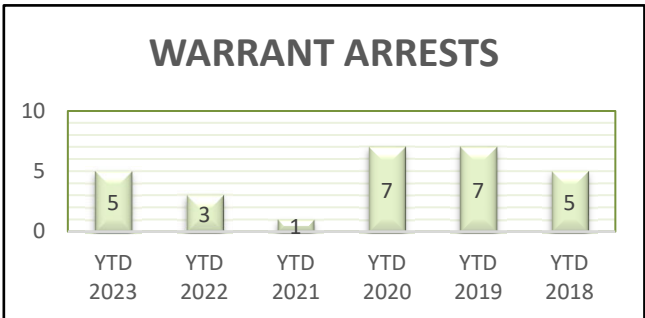 WARRANT ARRESTS
10
5
0
5
3
1
7
7
5
YTD 2023
YTD 2022
YTD 2021
YTD 2020
YTD 2019
YTD 2018